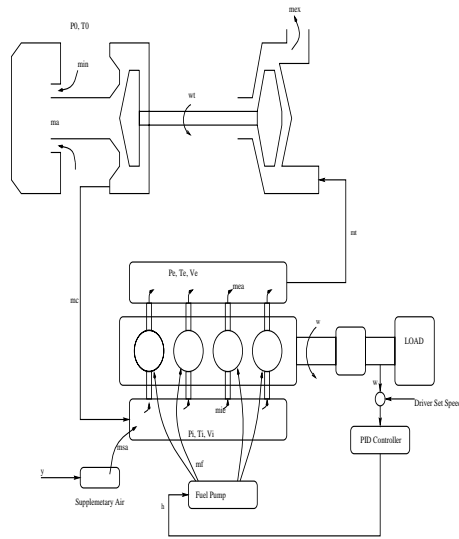 P0, T0
mex
min
wt
ma
mt
Pe, Te, Ve
mea
mc
w
LOAD
w
Driver Set Speed
mie
Pi, Ti, Vi
PID Controller
msa
mf
y
Supplemetary Air
Fuel Pump
h